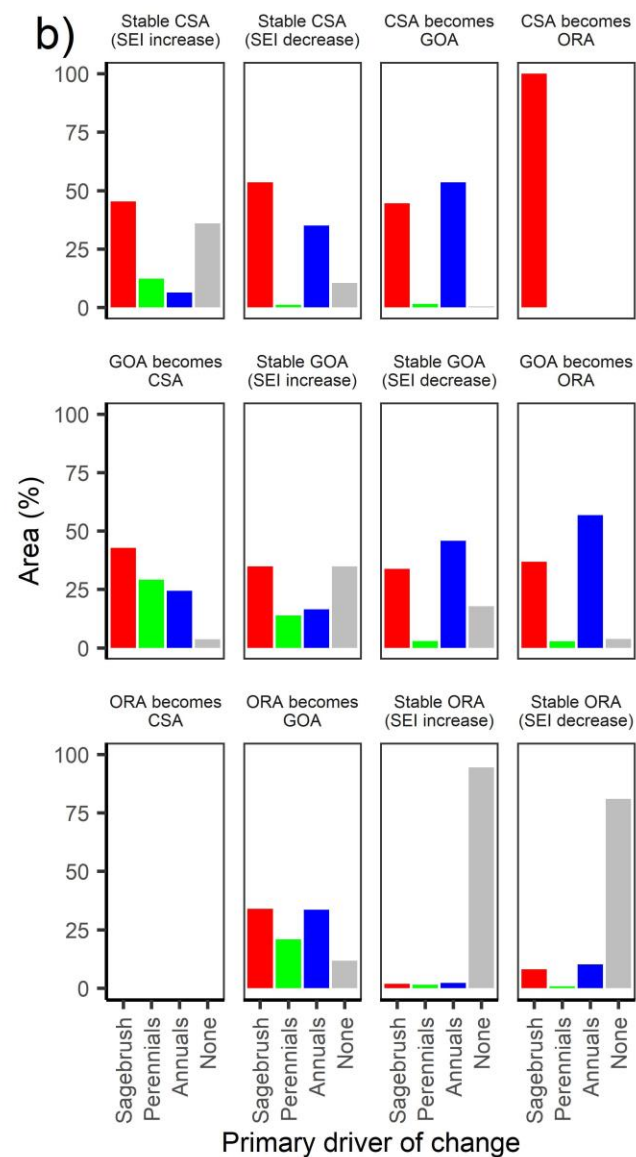 b)
Stable CSA
(SEI increase)
Stable CSA
(SEI decrease)
CSA becomes
GOA
CSA becomes
ORA
100
75
50
25
0
GOA becomes
CSA
Stable GOA
(SEI increase)
Stable GOA
(SEI decrease)
GOA becomes
ORA
100
75
50
25
0
Area (%)
ORA becomes
CSA
ORA becomes
GOA
Stable ORA
(SEI increase)
Stable ORA
(SEI decrease)
100
75
50
25
0
Sagebrush
Perennials
Annuals
None
Sagebrush
Perennials
Annuals
None
Sagebrush
Perennials
Annuals
None
Sagebrush
Perennials
Annuals
None
Primary driver of change